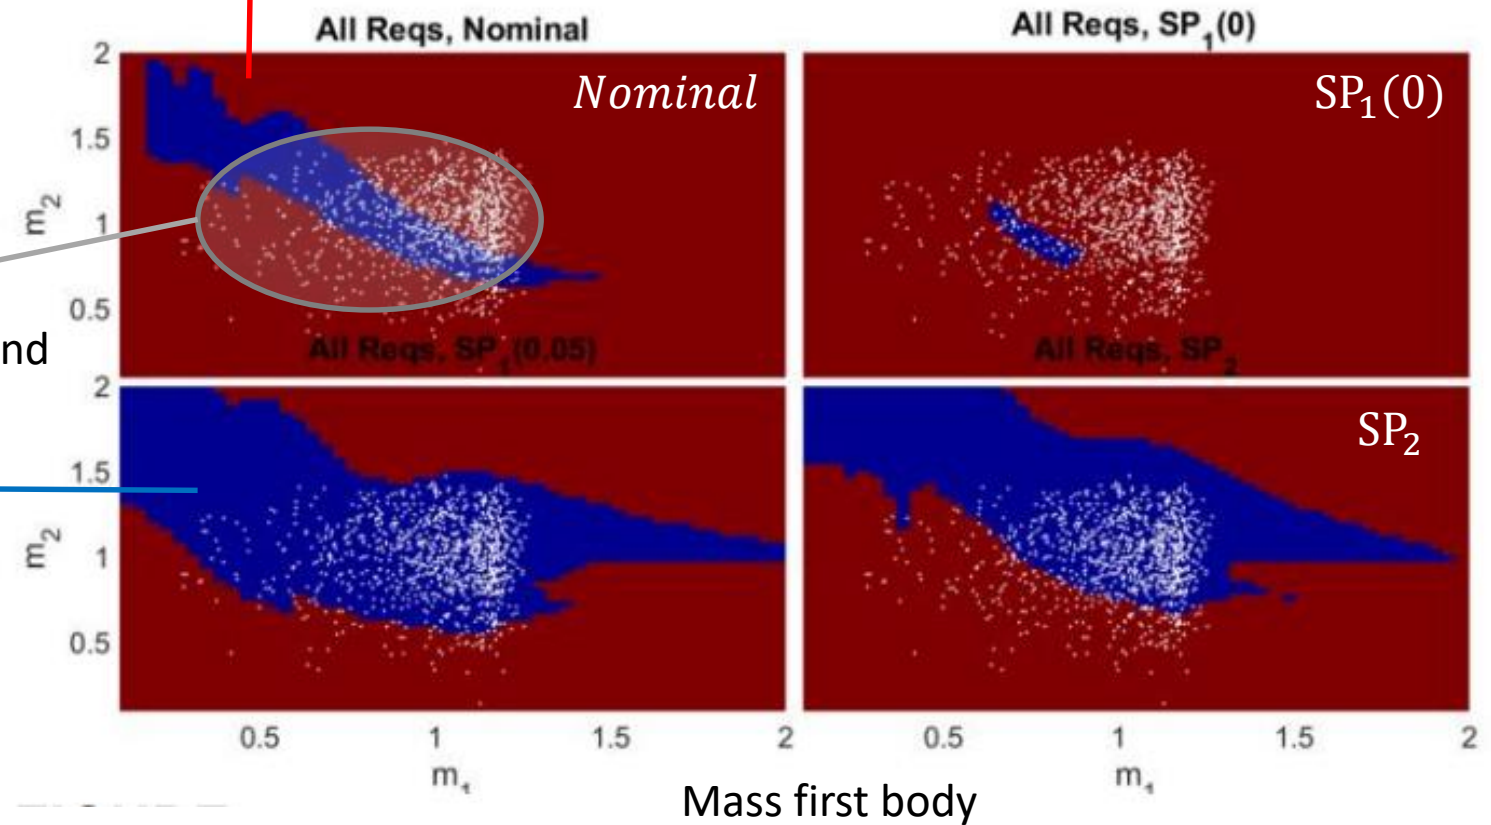 All Reqs, Nominal
All Reqs, SP₁(0)
Nominal
SP₁(0)
2
1.5
1
0.5
m₂
nd
All Reqs, SP₁(0.05)
All Reqs, SP₂
SP₂
2
1.5
1
0.5
m₂
0.5 1 1.5 2
0.5 1 1.5 2
m₁
m₁
Mass first body